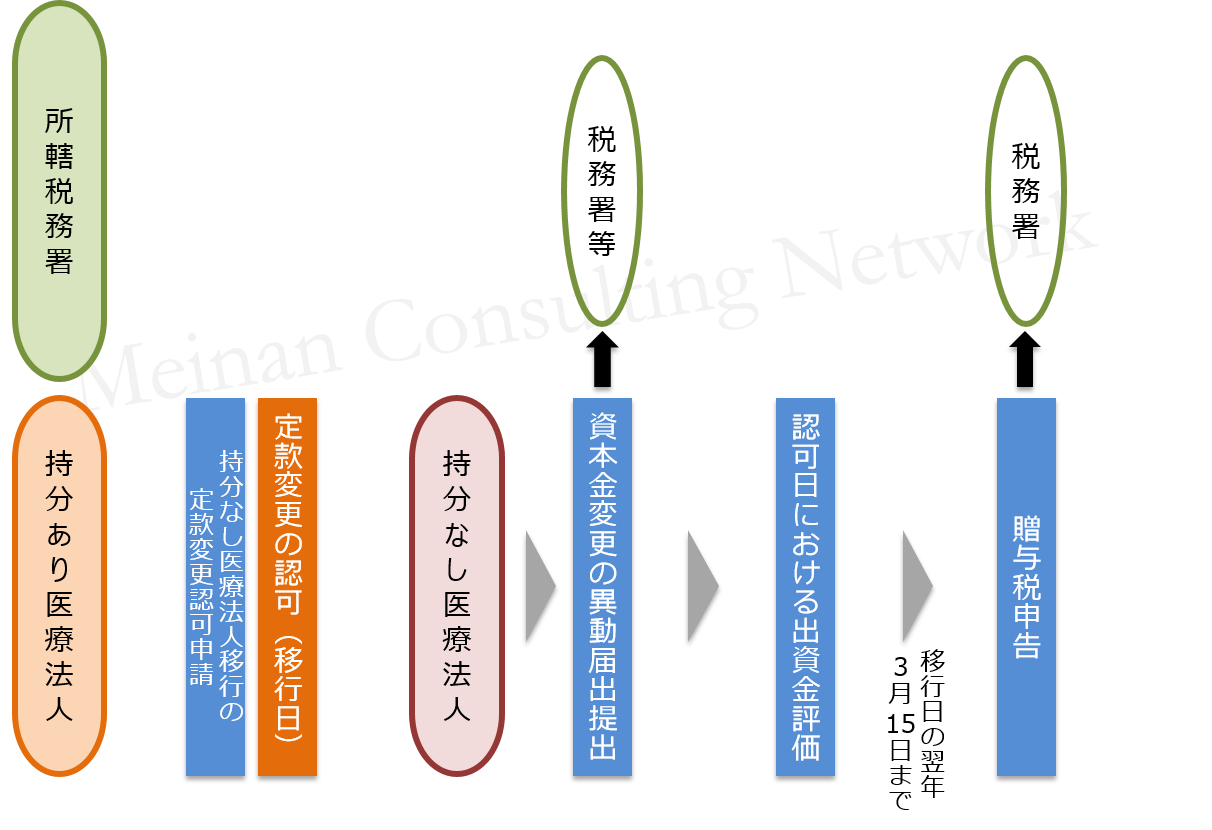 所轄税務署
税務署等
税務署
Meinan Consulting Network
持分あり医療法人
持分なし医療法人移行の
定款変更認可申請
定款変更の認可（移行日）
持分なし医療法人
資本金変更の異動届出提出
認可日における出資金評価
移行日の翌年
3月15日まで
贈与税申告